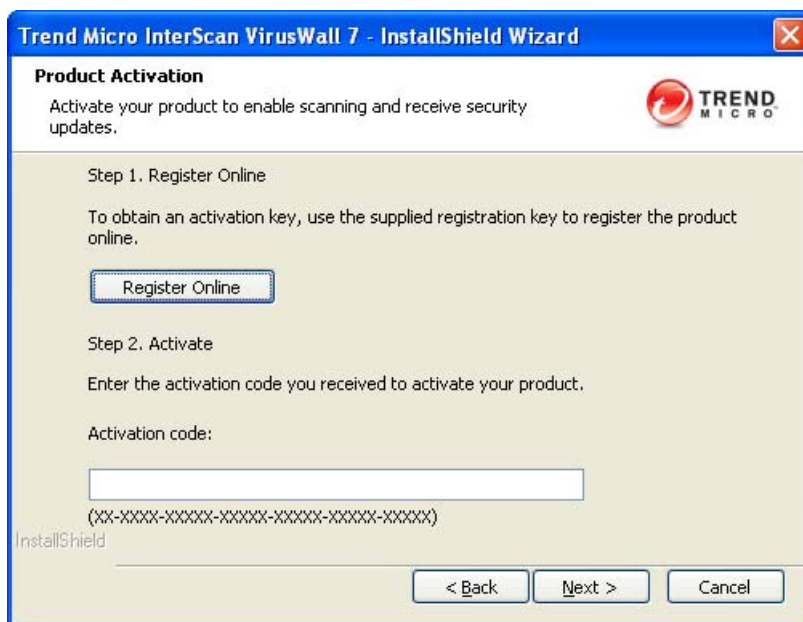 Trend Micro InterScan VirusWall 7 - InstallShield Wizard
Product Activation
Activate your product to enable scanning and receive security
updates.
TREND
MICRO
Step 1. Register Online
To obtain an activation key, use the supplied registration key to register the product
online.
Register Online
Step 2. Activate
Enter the activation code you received to activate your product.
Activation code:
(XX-XXXX-XXXXX-XXXXX-XXXXX-XXXXX-XXXXX)
InstallShield
< Back
Next >
Cancel